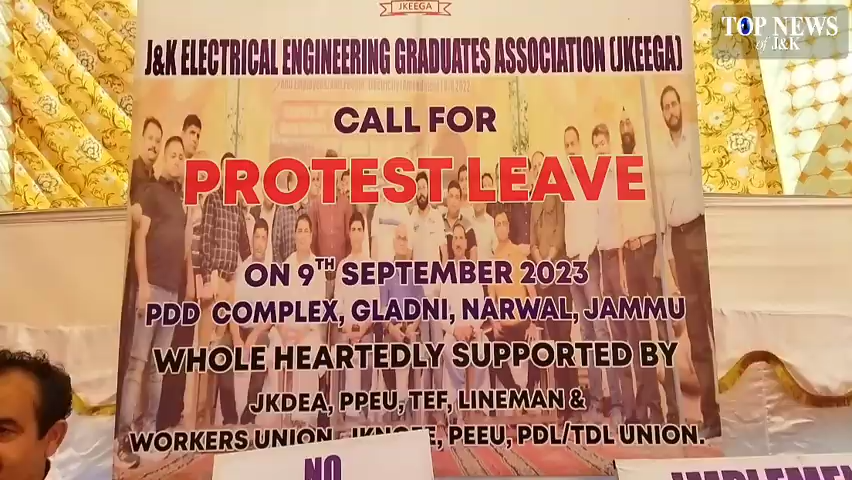 JKEEGA
TOP NEWS
of J&K
J&K ELECTRICAL ENGINEERING GRADUATES ASSOCIATION (JKEEGA)
CALL FOR
PROTEST LEAVE
ON 9TH SEPTEMBER 2023
PDD COMPLEX, GLADNI, NARWAL, JAMMU
WHOLE HEARTEDLY SUPPORTED BY
JKDEA, PPEU, TEF, LINEMAN &
WORKERS UNION, PEEU, PDL/TDL UNION.
NO